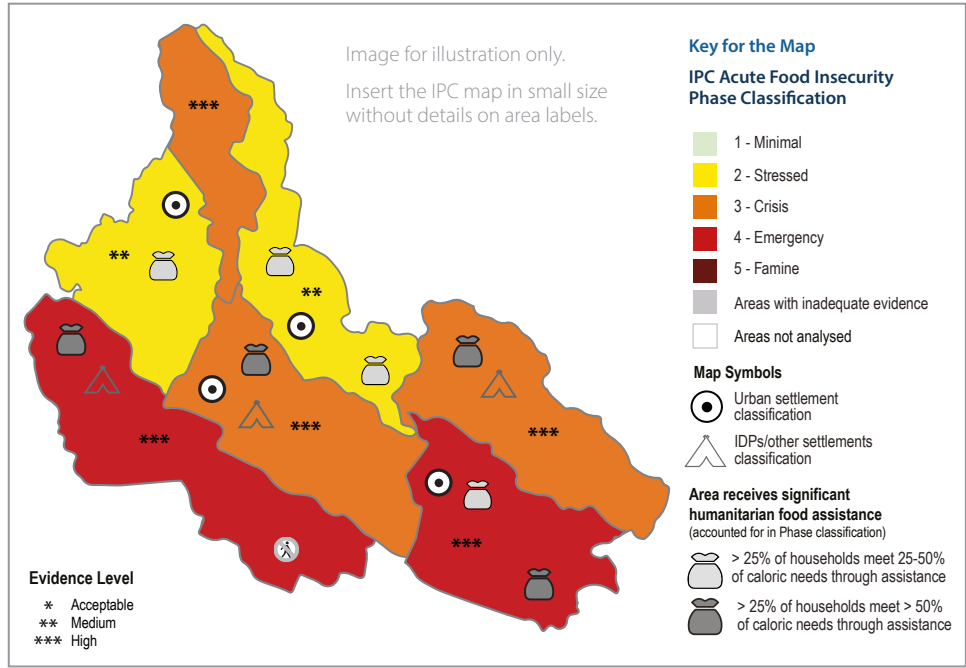 Image for illustration only.
Insert the IPC map in small size
without details on area labels.
***
**
**
***
***
***
***
Evidence Level
* Acceptable
** Medium
*** High
Key for the Map
IPC Acute Food Insecurity
Phase Classification
1 - Minimal
2 - Stressed
3 - Crisis
4 - Emergency
5 - Famine
Areas with inadequate evidence
Areas not analysed
Map Symbols
Urban settlement
classification
IDPs/other settlements
classification
Area receives significant
humanitarian food assistance
(accounted for in Phase classification)
> 25% of households meet 25-50%
of caloric needs through assistance
> 25% of households meet > 50%
of caloric needs through assistance